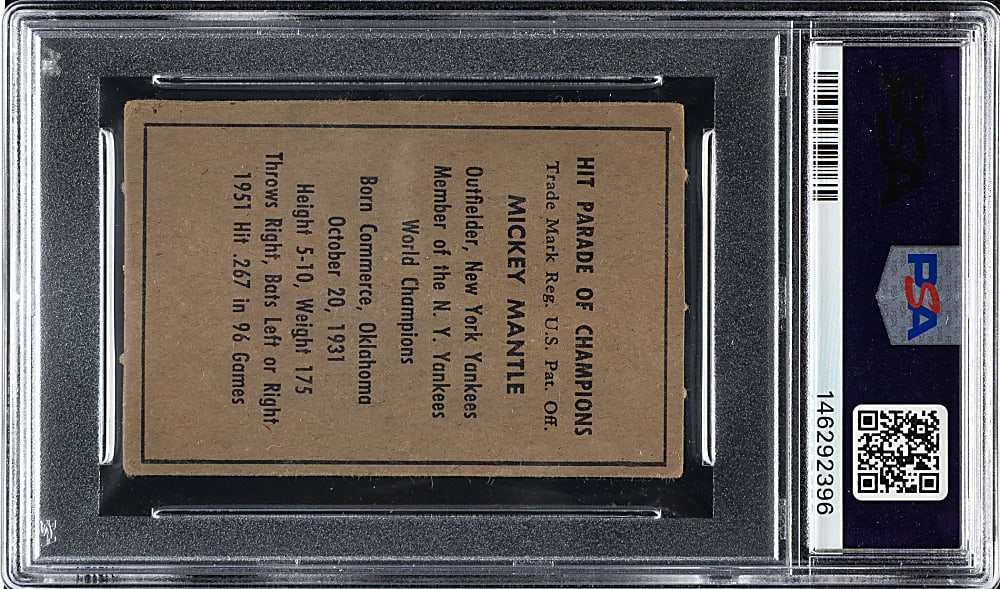 PSA
PSA
146292396
HIT PARADE OF CHAMPIONS
Trade Mark Reg. U.S. Pat. Off.
MICKEY MANTLE
Outfielder, New York Yankees
Member of the N. Y. Yankees
World Champions
Born Commerce, Oklahoma
October 20, 1931
Height 5-10, Weight 175
Throws Right, Bats Left or Right
1951 Hit .267 in 96 Games